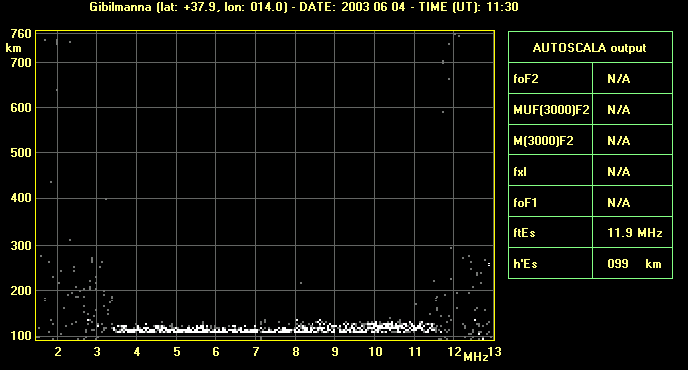 Gibilmanna (lat: +37.9, lon: 014.0) - DATE: 2003 06 04 - TIME (UT): 11:30
760
km
700
600
500
400
300
200
100
2 3 4 5 6 7 8 9 10 11 12 13
MHz
AUTOSCALA output
foF2 N/A
MUF(3000)F2 N/A
M(3000)F2 N/A
fxI N/A
foF1 N/A
ftEs 11.9 MHz
h'Es 099 km